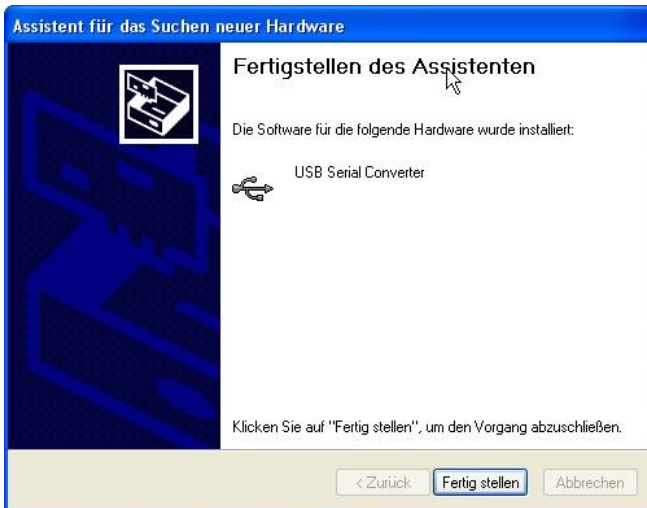 Assistent für das Suchen neuer Hardware
Fertigstellen des Assistenten
Die Software für die folgende Hardware wurde installiert:
USB Serial Converter
Klicken Sie auf "Fertig stellen", um den Vorgang abzuschließen.
< Zurück Fertig stellen Abbrechen